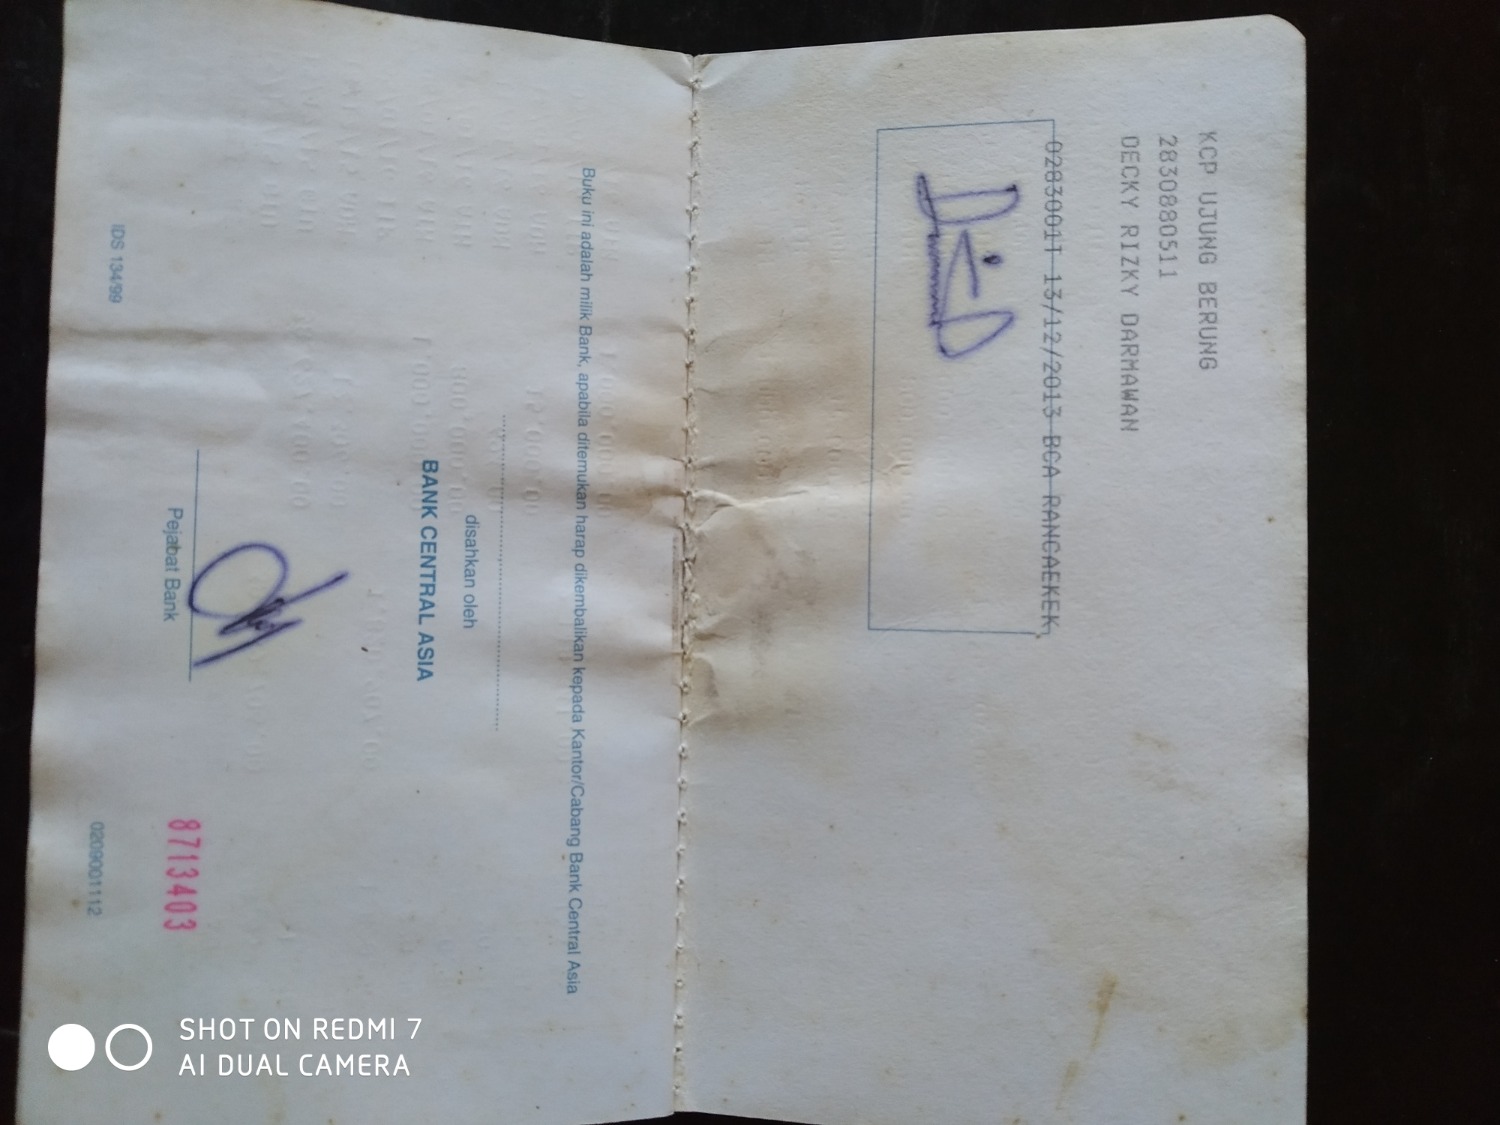 KCP UJUNG BERUNG
2830880511
DECKY RIZKY DARMAWAN
0283001T 13/12/2013 BCA RANCAEKEK
Buku ini adalah milik Bank, apabila ditemukan harap dikembalikan kepada Kantor/Cabang Bank Central Asia
disahkan oleh
BANK CENTRAL ASIA
Pejabat Bank
8713403
IDS 134/99
0209001112
SHOT ON REDMI 7
AI DUAL CAMERA